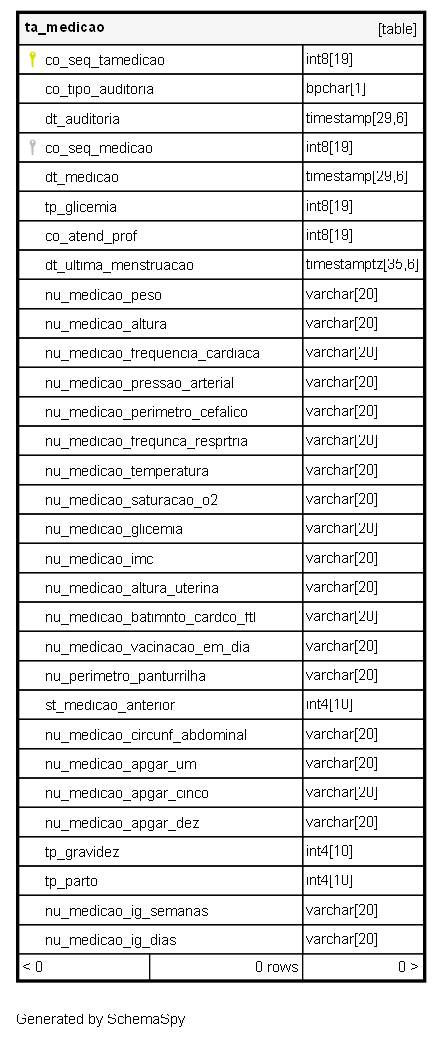 ta_medicao [table]
co_seq_tamedicao int8[19]
co_tipo_auditoria bpchar[1]
dt_auditoria timestamp[29,6]
co_seq_medicao int8[19]
dt_medicao timestamp[29,6]
tp_glicemia int8[19]
co_atend_prof int8[19]
dt_ultima_menstruacao timestamptz[35,6]
nu_medicao_peso varchar[20]
nu_medicao_altura varchar[20]
nu_medicao_frequencia_cardiaca varchar[20]
nu_medicao_pressao_arterial varchar[20]
nu_medicao_perimetro_cefalico varchar[20]
nu_medicao_frequnca_resprtria varchar[20]
nu_medicao_temperatura varchar[20]
nu_medicao_saturacao_o2 varchar[20]
nu_medicao_glicemia varchar[20]
nu_medicao_imc varchar[20]
nu_medicao_altura_uterina varchar[20]
nu_medicao_batimnto_cardco_ftl varchar[20]
nu_medicao_vacinacao_em_dia varchar[20]
nu_perimetro_panturrilha varchar[20]
st_medicao_anterior int4[10]
nu_medicao_circunf_abdominal varchar[20]
nu_medicao_apgar_um varchar[20]
nu_medicao_apgar_cinco varchar[20]
nu_medicao_apgar_dez varchar[20]
tp_gravidez int4[10]
tp_parto int4[10]
nu_medicao_ig_semanas varchar[20]
nu_medicao_ig_dias varchar[20]
< 0 0 rows 0 >
Generated by SchemaSpy